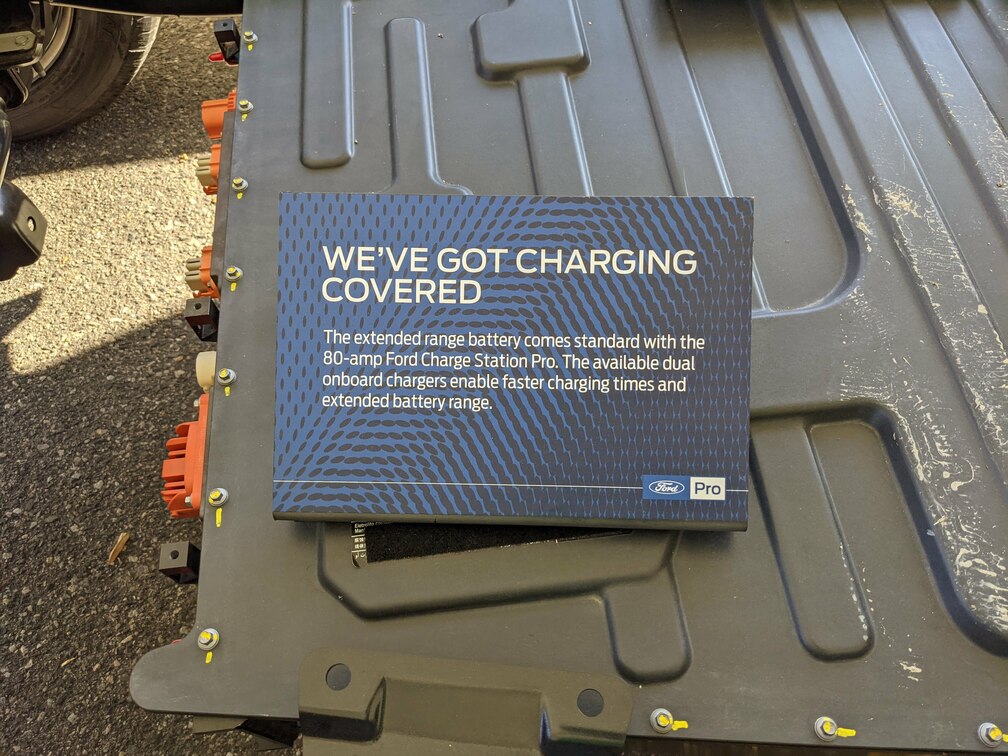 WE'VE GOT CHARGING
COVERED
The extended range battery comes standard with the
80-amp Ford Charge Station Pro. The available dual
onboard chargers enable faster charging times and
extended battery range.
Ford Pro